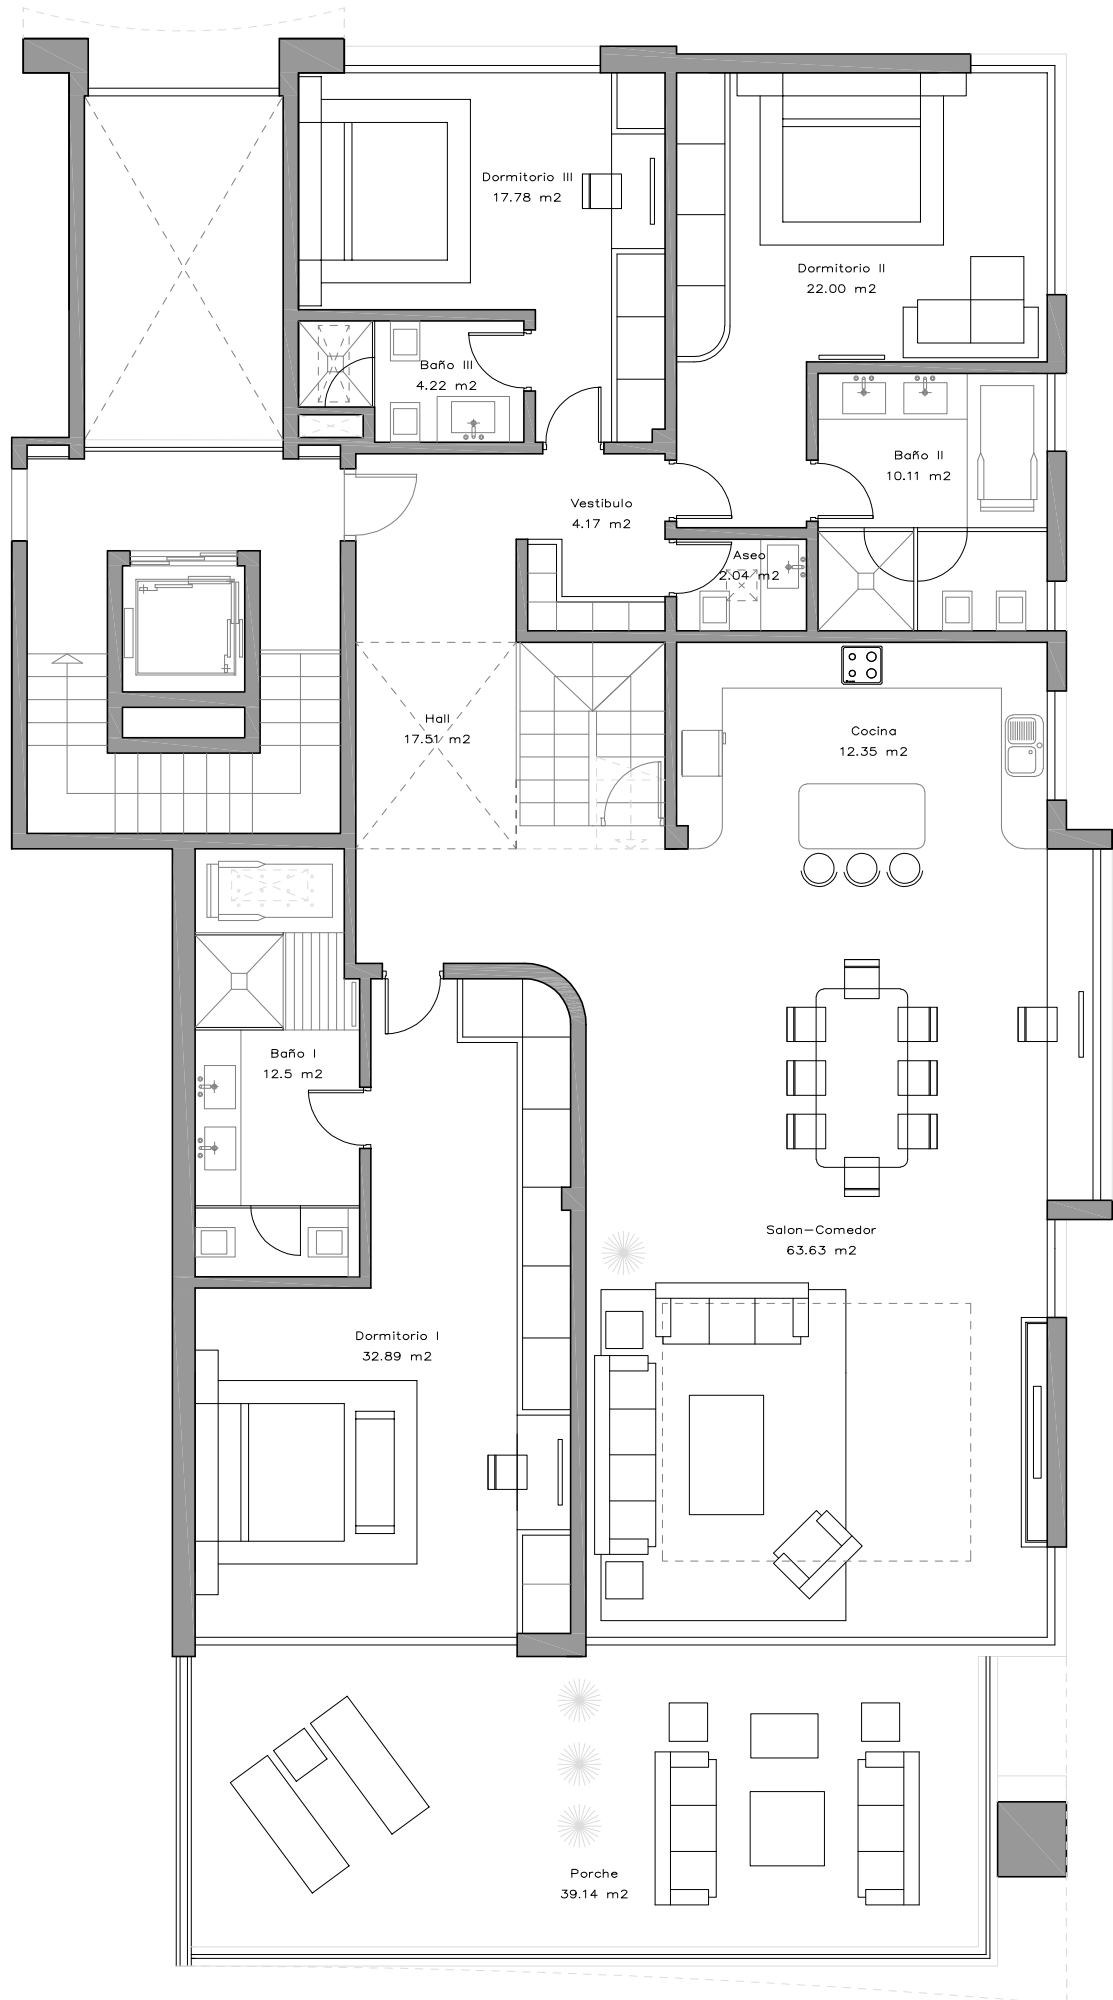 Dormitorio III
17.78 m2
Dormitorio II
22.00 m2
Baño III
4.22 m2
Baño II
10.11 m2
Vestibulo
4.17 m2
Aseo
2.04 m2
Hall
17.51 m2
Cocina
12.35 m2
Baño I
12.5 m2
Salon-Comedor
63.63 m2
Dormitorio I
32.89 m2
Porche
39.14 m2